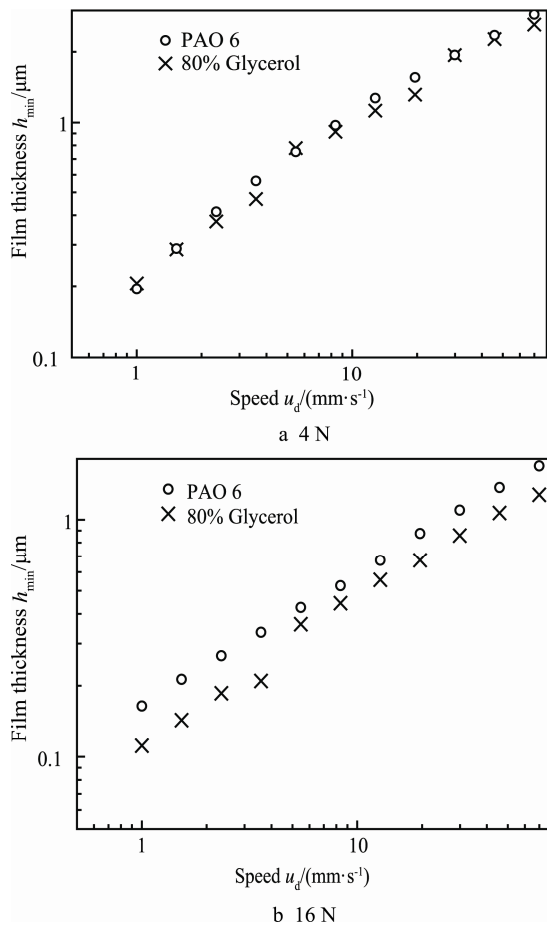 PAO 6
80% Glycerol
Film thickness hmin/μm
1
0.1
1
10
Speed ud/(mm·s-1)
a 4 N
PAO 6
80% Glycerol
Film thickness hmin/μm
1
0.1
1
10
Speed ud/(mm·s-1)
b 16 N